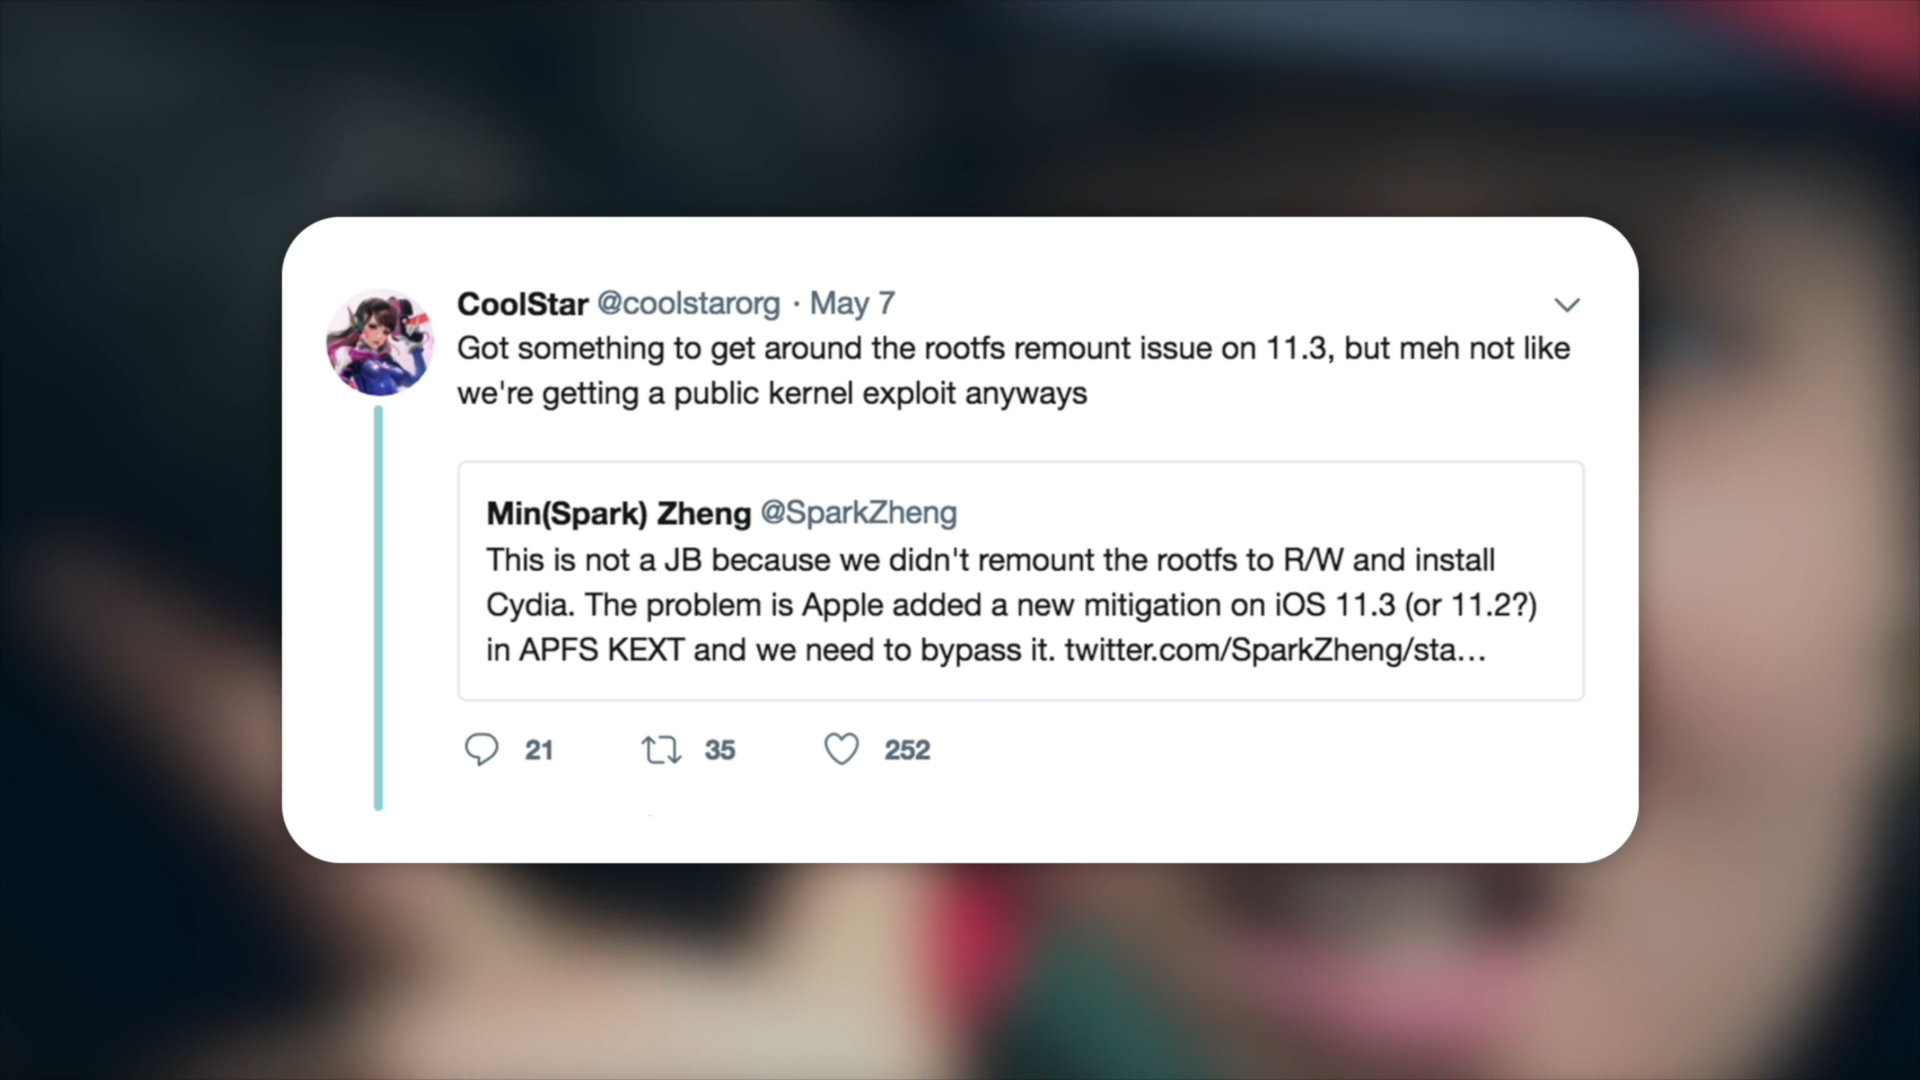 CoolStar @coolstarorg · May 7
Got something to get around the rootfs remount issue on 11.3, but meh not like
we're getting a public kernel exploit anyways
Min(Spark) Zheng @SparkZheng
This is not a JB because we didn't remount the rootfs to R/W and install
Cydia. The problem is Apple added a new mitigation on iOS 11.3 (or 11.2?)
in APFS KEXT and we need to bypass it. twitter.com/SparkZheng/sta…
21 35 252